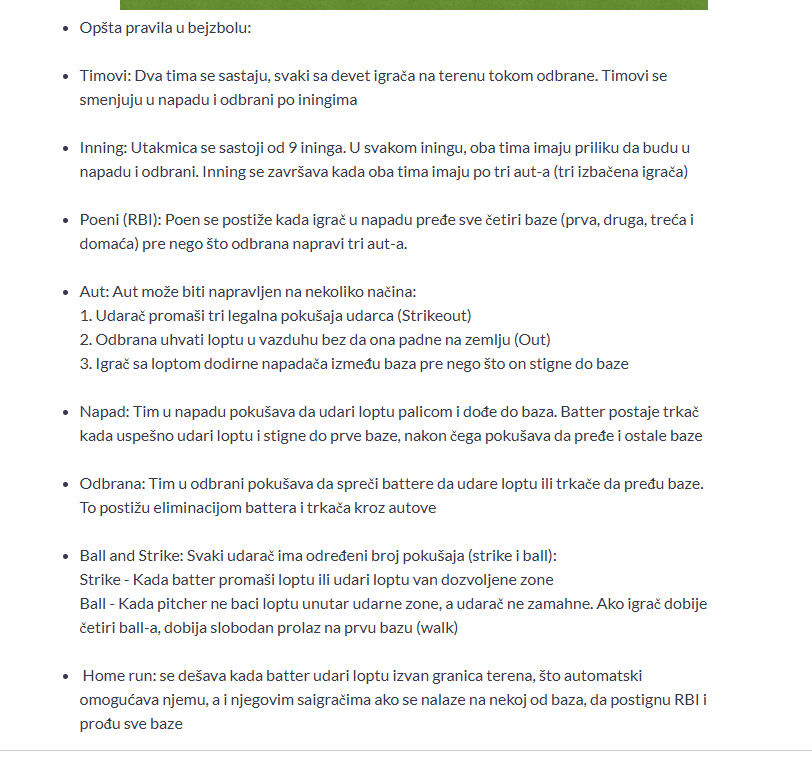 • Opšta pravila u bejzbolu:
• Timovi: Dva tima se sastaju, svaki sa devet igrača na terenu tokom odbrane. Timovi se
smenjuju u napadu i odbrani po iningima
• Inning: Utakmica se sastoji od 9 ininga. U svakom iningu, oba tima imaju priliku da budu u
napadu i odbrani. Inning se završava kada oba tima imaju po tri aut-a (tri izbačena igrača)
• Poeni (RBI): Poen se postiže kada igrač u napadu pređe sve četiri baze (prva, druga, treća i
domaća) pre nego što odbrana napravi tri aut-a.
• Aut: Aut može biti napravljen na nekoliko načina:
1. Udarač promaši tri legalna pokušaja udarca (Strikeout)
2. Odbrana uhvati loptu u vazduhu bez da ona padne na zemlju (Out)
3. Igrač sa loptom dodirne napadača između baza pre nego što on stigne do baze
• Napad: Tim u napadu pokušava da udari loptu palicom i dođe do baza. Batter postaje trkač
kada uspešno udari loptu i stigne do prve baze, nakon čega pokušava da pređe i ostale baze
• Odbrana: Tim u odbrani pokušava da spreči battere da udare loptu ili trkače da pređu baze.
To postižu eliminacijom battera i trkača kroz autove
• Ball and Strike: Svaki udarač ima određeni broj pokušaja (strike i ball):
Strike - Kada batter promaši loptu ili udari loptu van dozvoljene zone
Ball - Kada pitcher ne baci loptu unutar udarne zone, a udarač ne zamahne. Ako igrač dobije
četiri ball-a, dobija slobodan prolaz na prvu bazu (walk)
• Home run: se dešava kada batter udari loptu izvan granica terena, što automatski
omogućava njemu, a i njegovim saigračima ako se nalaze na nekoj od baza, da postignu RBI i
prođu sve baze